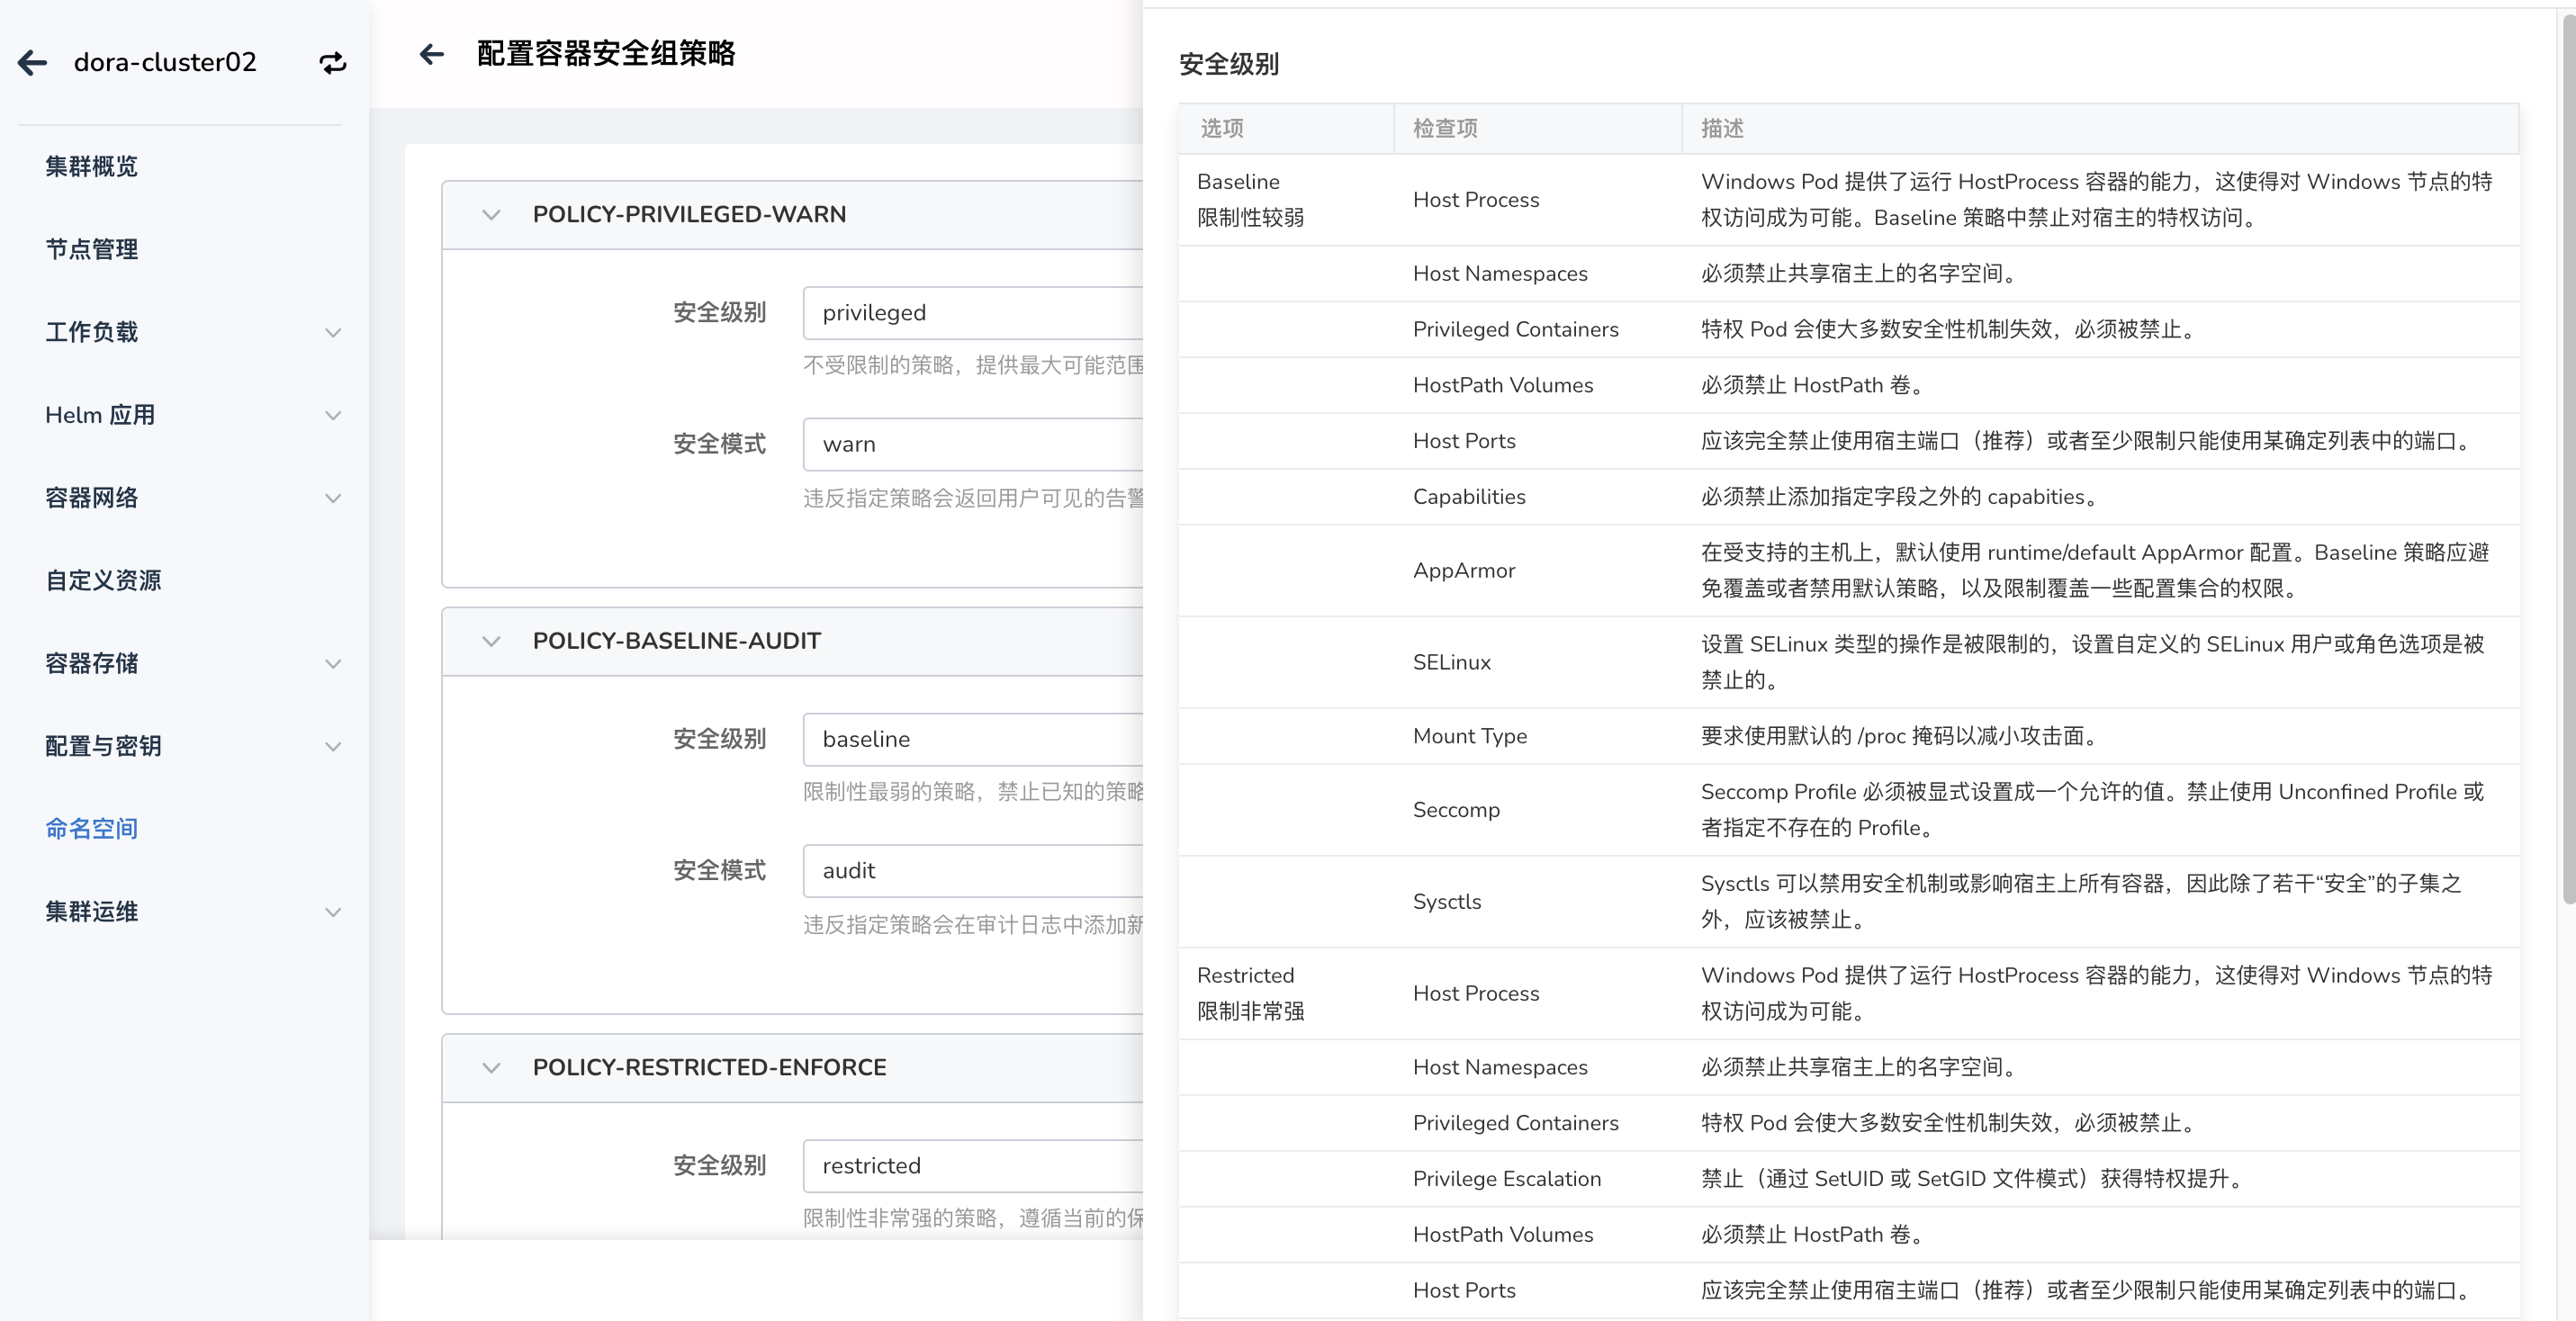 dora-cluster02
集群概览
节点管理
工作负载
Helm 应用
容器网络
自定义资源
容器存储
配置与密钥
命名空间
集群运维
配置容器安全组策略
POLICY-PRIVILEGED-WARN
安全级别 privileged
不受限制的策略，提供最大可能范围
安全模式 warn
违反指定策略会返回用户可见的告警
POLICY-BASELINE-AUDIT
安全级别 baseline
限制性最弱的策略，禁止已知的策略
安全模式 audit
违反指定策略会在审计日志中添加新
POLICY-RESTRICTED-ENFORCE
安全级别 restricted
限制性非常强的策略，遵循当前的保
安全级别
选项 检查项 描述
Baseline
限制性较弱
Host Process
Windows Pod 提供了运行 HostProcess 容器的能力，这使得对 Windows 节点的特
权访问成为可能。Baseline 策略中禁止对宿主的特权访问。
Host Namespaces 必须禁止共享宿主上的名字空间。
Privileged Containers 特权 Pod 会使大多数安全性机制失效，必须被禁止。
HostPath Volumes 必须禁止 HostPath 卷。
Host Ports 应该完全禁止使用宿主端口（推荐）或者至少限制只能使用某确定列表中的端口。
Capabilities 必须禁止添加指定字段之外的 capabities。
AppArmor
在受支持的主机上，默认使用 runtime/default AppArmor 配置。Baseline 策略应避
免覆盖或者禁用默认策略，以及限制覆盖一些配置集合的权限。
SELinux
设置 SELinux 类型的操作是被限制的，设置自定义的 SELinux 用户或角色选项是被
禁止的。
Mount Type 要求使用默认的 /proc 掩码以减小攻击面。
Seccomp
Seccomp Profile 必须被显式设置成一个允许的值。禁止使用 Unconfined Profile 或
者指定不存在的 Profile。
Sysctls
Sysctls 可以禁用安全机制或影响宿主上所有容器，因此除了若干“安全”的子集之
外，应该被禁止。
Restricted
限制非常强
Host Process
Windows Pod 提供了运行 HostProcess 容器的能力，这使得对 Windows 节点的特
权访问成为可能。
Host Namespaces 必须禁止共享宿主上的名字空间。
Privileged Containers 特权 Pod 会使大多数安全性机制失效，必须被禁止。
Privilege Escalation 禁止（通过 SetUID 或 SetGID 文件模式）获得特权提升。
HostPath Volumes 必须禁止 HostPath 卷。
Host Ports 应该完全禁止使用宿主端口（推荐）或者至少限制只能使用某确定列表中的端口。